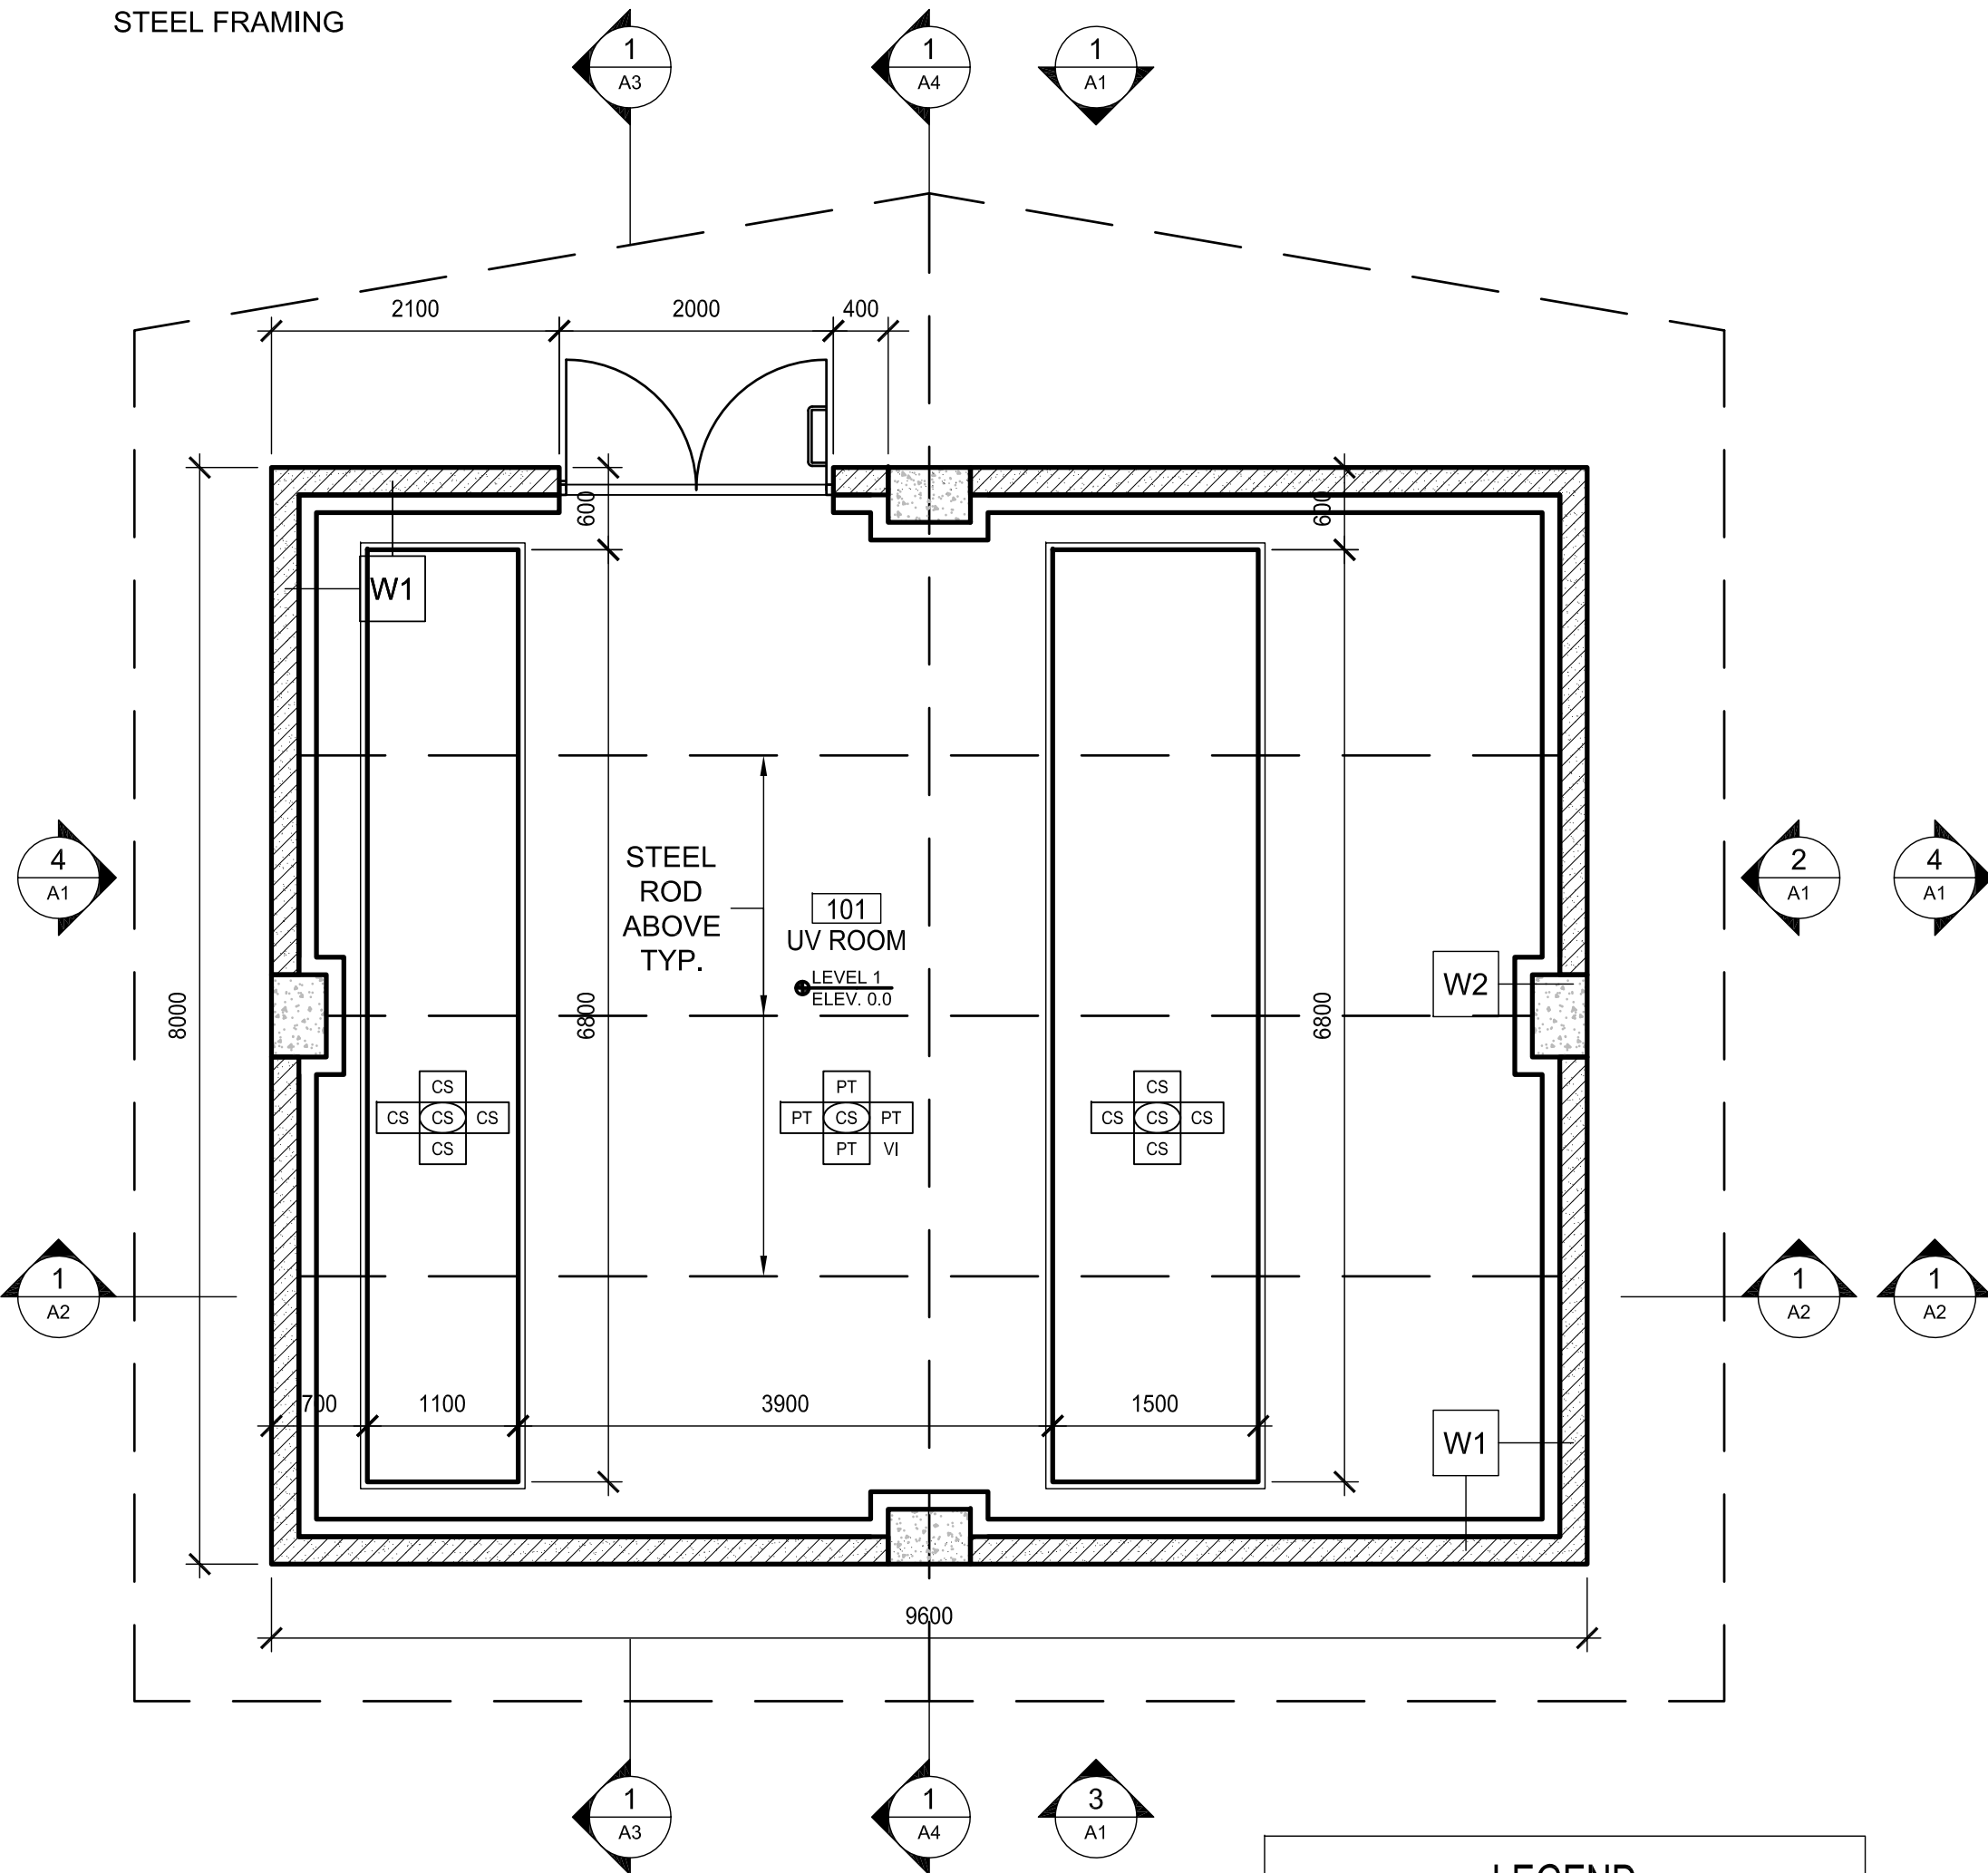 STEEL FRAMING
1
A3
1
A4
1
A1
2100
2000
400
600
600
W1
STEEL
ROD
ABOVE
TYP.
101
UV ROOM
LEVEL 1
ELEV. 0.0
4
A1
2
A1
4
A1
W2
8000
6800
6800
CS
CS CS CS
CS
PT
PT CS PT
PT VI
CS
CS CS CS
CS
1
A2
1
A2
1
A2
700
1100
3900
1500
W1
9600
1
A3
1
A4
3
A1